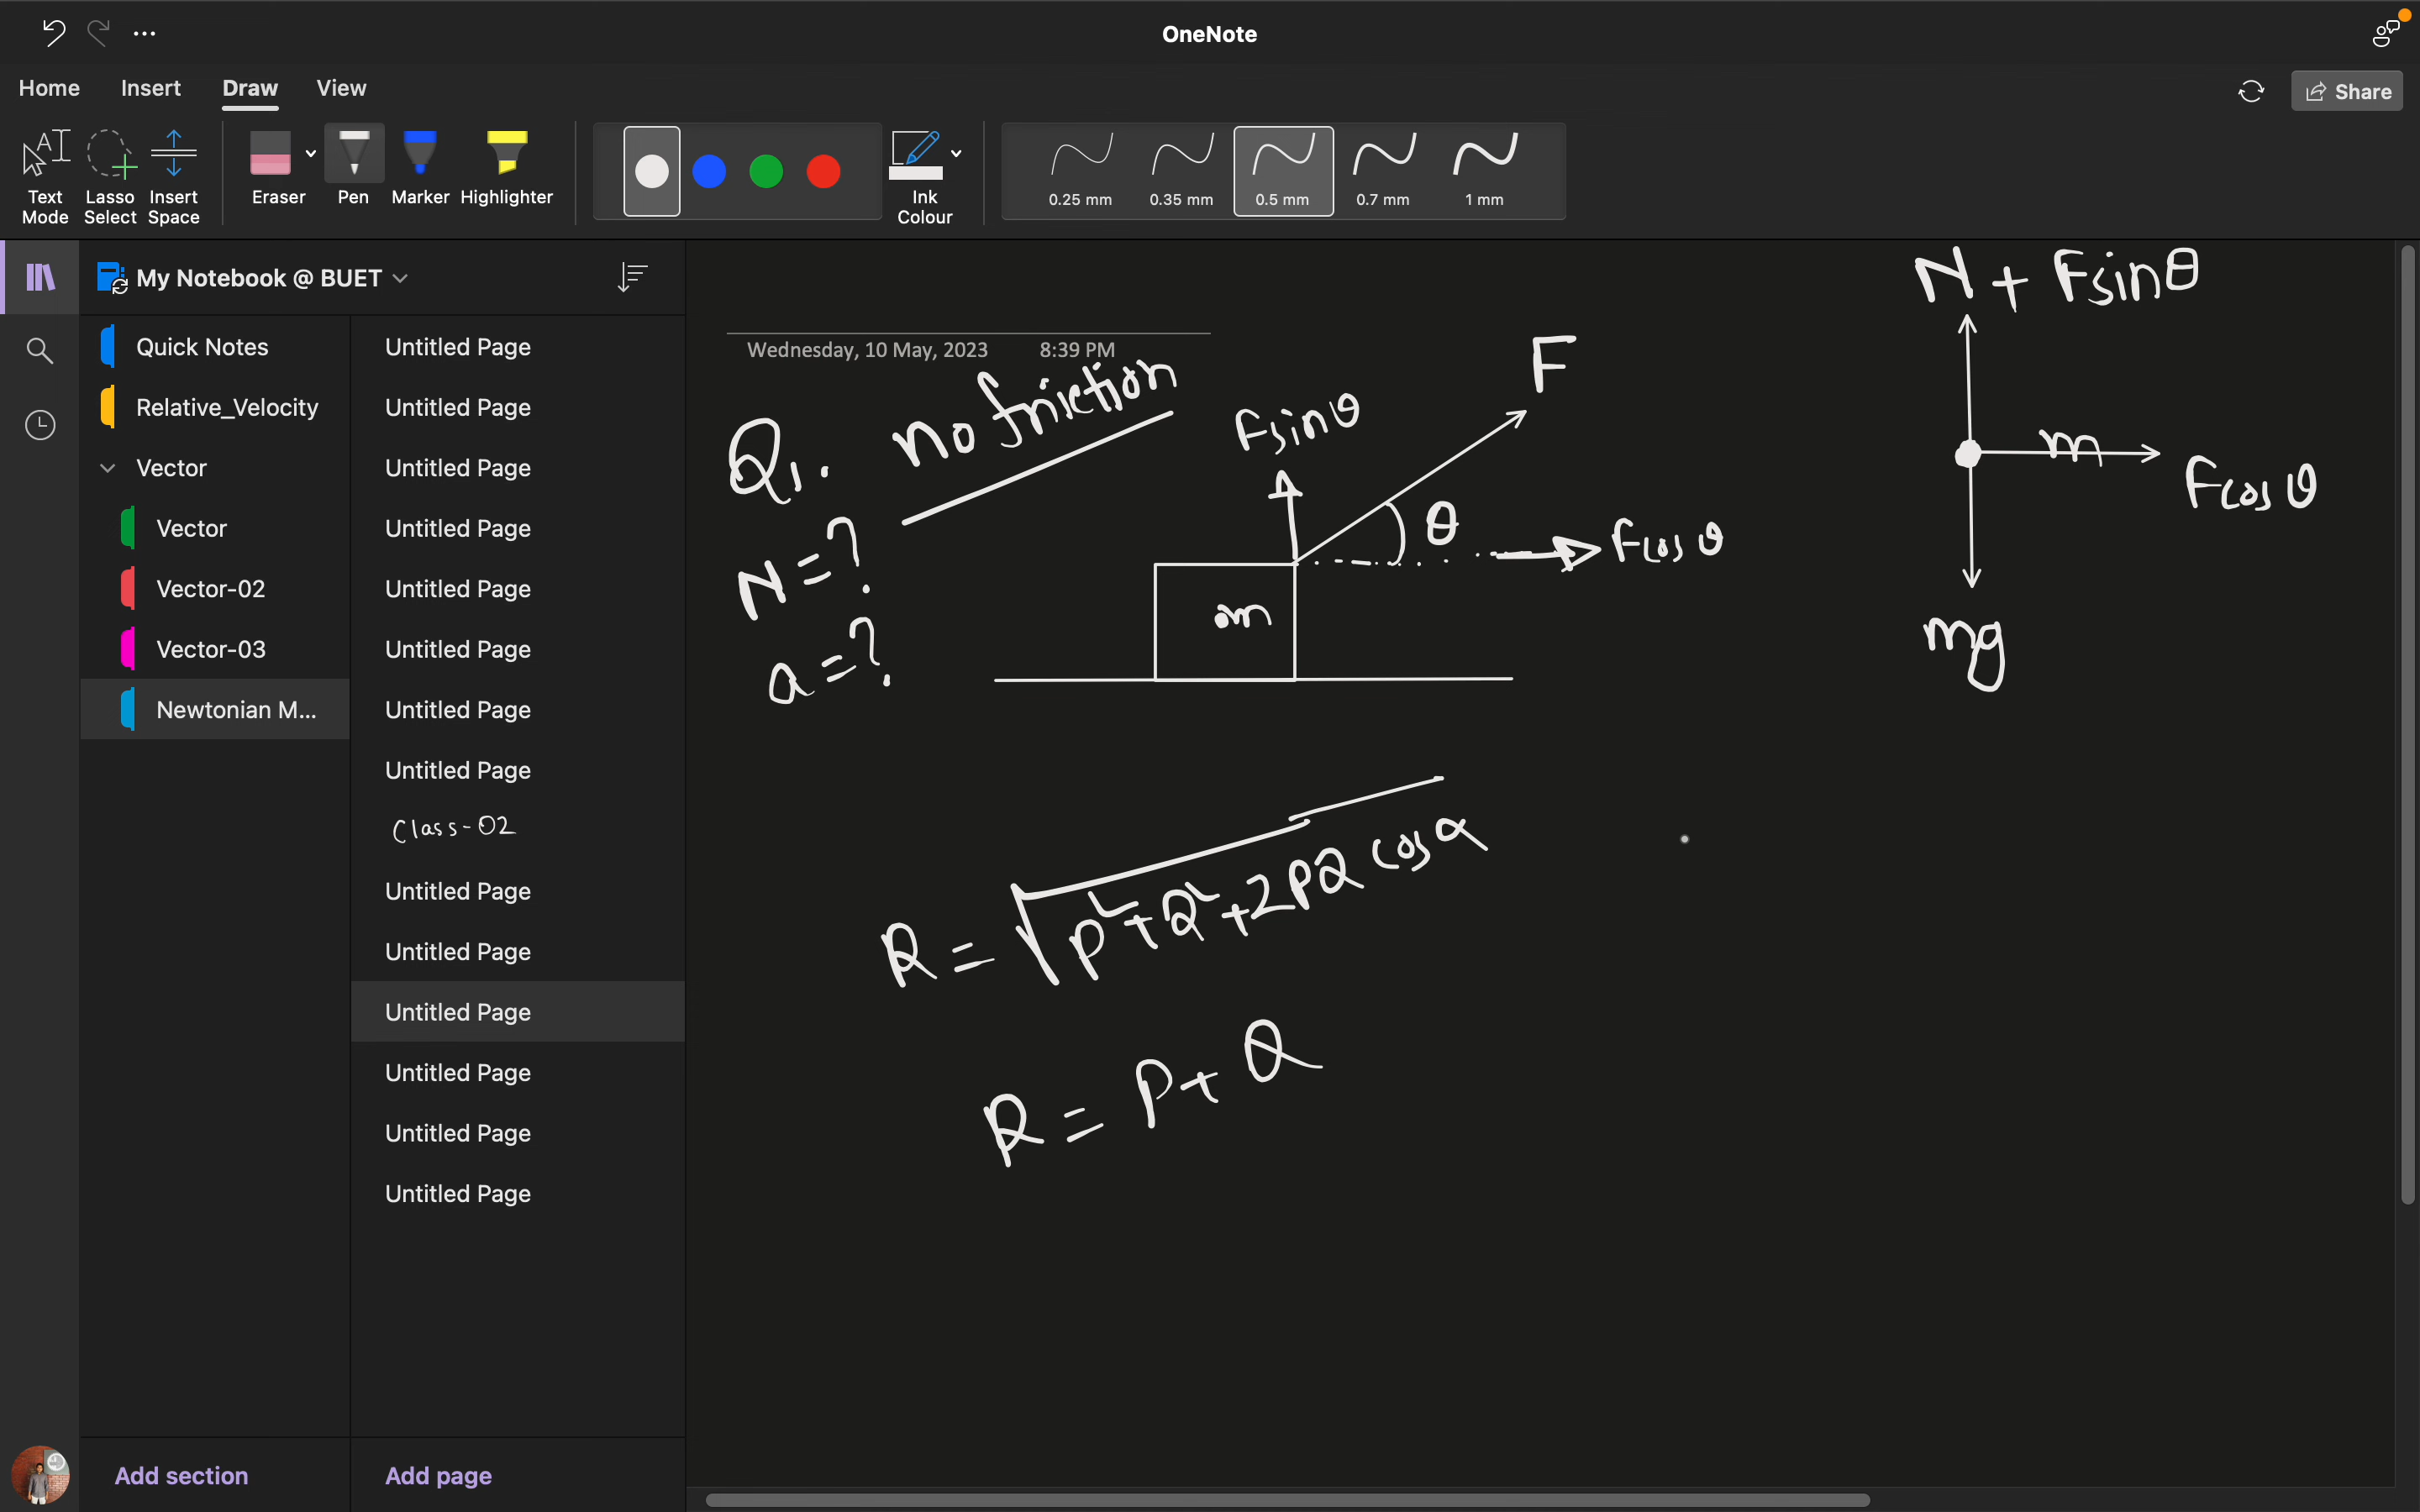 OneNote
Home Insert Draw View
Share
Text Mode
Lasso Select
Insert Space
Eraser
Pen
Marker
Highlighter
Ink Colour
0.25 mm
0.35 mm
0.5 mm
0.7 mm
1 mm
My Notebook @ BUET
Quick Notes
Relative_Velocity
Vector
Vector
Vector-02
Vector-03
Newtonian M...
Add section
Untitled Page
Untitled Page
Untitled Page
Untitled Page
Untitled Page
Untitled Page
Untitled Page
Untitled Page
Class-02
Untitled Page
Untitled Page
Untitled Page
Untitled Page
Untitled Page
Untitled Page
Add page
Wednesday, 10 May, 2023 8:39 PM
Q1. no friction
N=?
a=?
Fsinθ
F
θ
Fcosθ
m
N + Fsinθ
m
Fcosθ
mg
R = √P²+Q²+2PQ cosα
R = P+Q